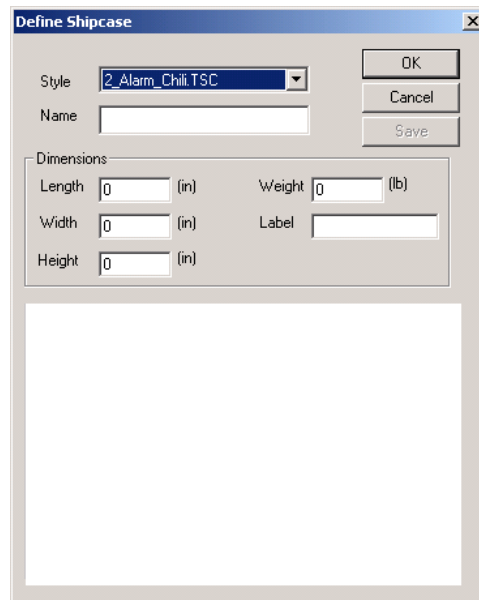 Define Shipcase
Style 2_Alarm_Chili.TSC OK
Cancel
Name
Save
Dimensions
Length 0 (in) Weight 0 (lb)
Width 0 (in) Label
Height 0 (in)